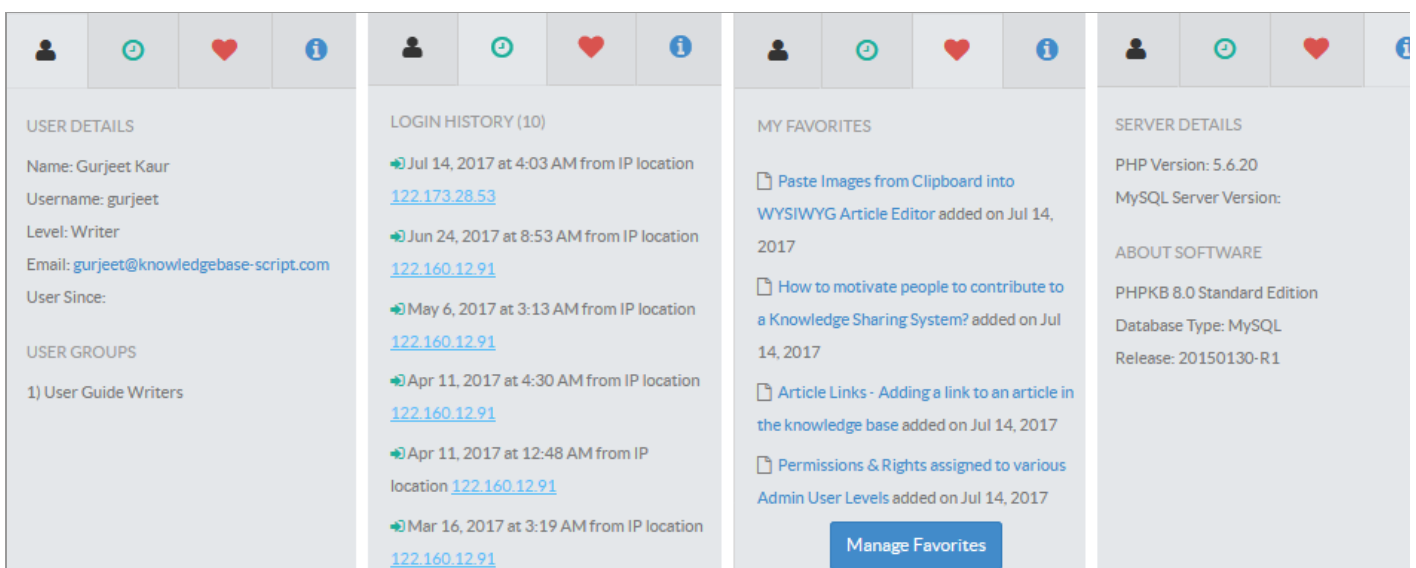 USER DETAILS
Name: Gurjeet Kaur
Username: gurjeet
Level: Writer
Email: gurjeet@knowledgebase-script.com
User Since:
USER GROUPS
1) User Guide Writers
LOGIN HISTORY (10)
Jul 14, 2017 at 4:03 AM from IP location
122.173.28.53
Jun 24, 2017 at 8:53 AM from IP location
122.160.12.91
May 6, 2017 at 3:13 AM from IP location
122.160.12.91
Apr 11, 2017 at 4:30 AM from IP location
122.160.12.91
Apr 11, 2017 at 12:48 AM from IP
location 122.160.12.91
Mar 16, 2017 at 3:19 AM from IP location
122.160.12.91
MY FAVORITES
Paste Images from Clipboard into
WYSIWYG Article Editor added on Jul 14,
2017
How to motivate people to contribute to
a Knowledge Sharing System? added on Jul
14, 2017
Article Links - Adding a link to an article in
the knowledge base added on Jul 14, 2017
Permissions & Rights assigned to various
Admin User Levels added on Jul 14, 2017
Manage Favorites
SERVER DETAILS
PHP Version: 5.6.20
MySQL Server Version:
ABOUT SOFTWARE
PHPKB 8.0 Standard Edition
Database Type: MySQL
Release: 20150130-R1